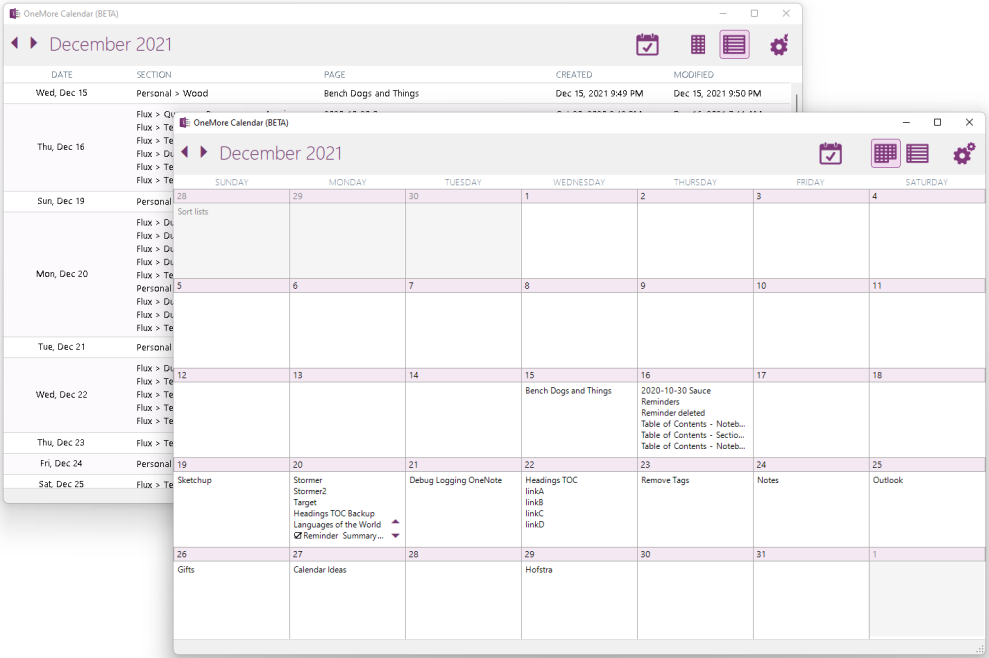 OneMore Calendar (BETA)
December 2021
DATE SECTION PAGE CREATED MODIFIED
Wed, Dec 15 Personal > Wood Bench Dogs and Things Dec 15, 2021 9:49 PM Dec 15, 2021 9:50 PM
Thu, Dec 16
Flux > Qu
Flux > Te
Flux > Te
Flux > Du
Flux > Te
Flux > Te
Sun, Dec 19 Personal
Mon, Dec 20
Flux > Du
Flux > Du
Flux > Du
Flux > Du
Flux > Te
Personal
Flux > Du
Flux > Du
Flux > Te
Tue, Dec 21 Personal
Wed, Dec 22
Flux > Du
Flux > Te
Flux > Te
Flux > Te
Flux > Te
Thu, Dec 23 Flux > Te
Fri, Dec 24 Personal
Sat, Dec 25 Flux > Te
OneMore Calendar (BETA)
December 2021
SUNDAY MONDAY TUESDAY WEDNESDAY THURSDAY FRIDAY SATURDAY
28 29 30 1 2 3 4
Sort lists
5 6 7 8 9 10 11
12 13 14 15 16 17 18
Bench Dogs and Things
2020-10-30 Sauce
Reminders
Reminder deleted
Table of Contents - Noteb...
Table of Contents - Sectio...
Table of Contents - Noteb...
19 20 21 22 23 24 25
Sketchup
Stormer
Stormer2
Target
Headings TOC Backup
Languages of the World
Reminder Summary...
Debug Logging OneNote
Headings TOC
linkA
linkB
linkC
linkD
Remove Tags
Notes
Outlook
26 27 28 29 30 31 1
Gifts
Calendar Ideas
Hofstra